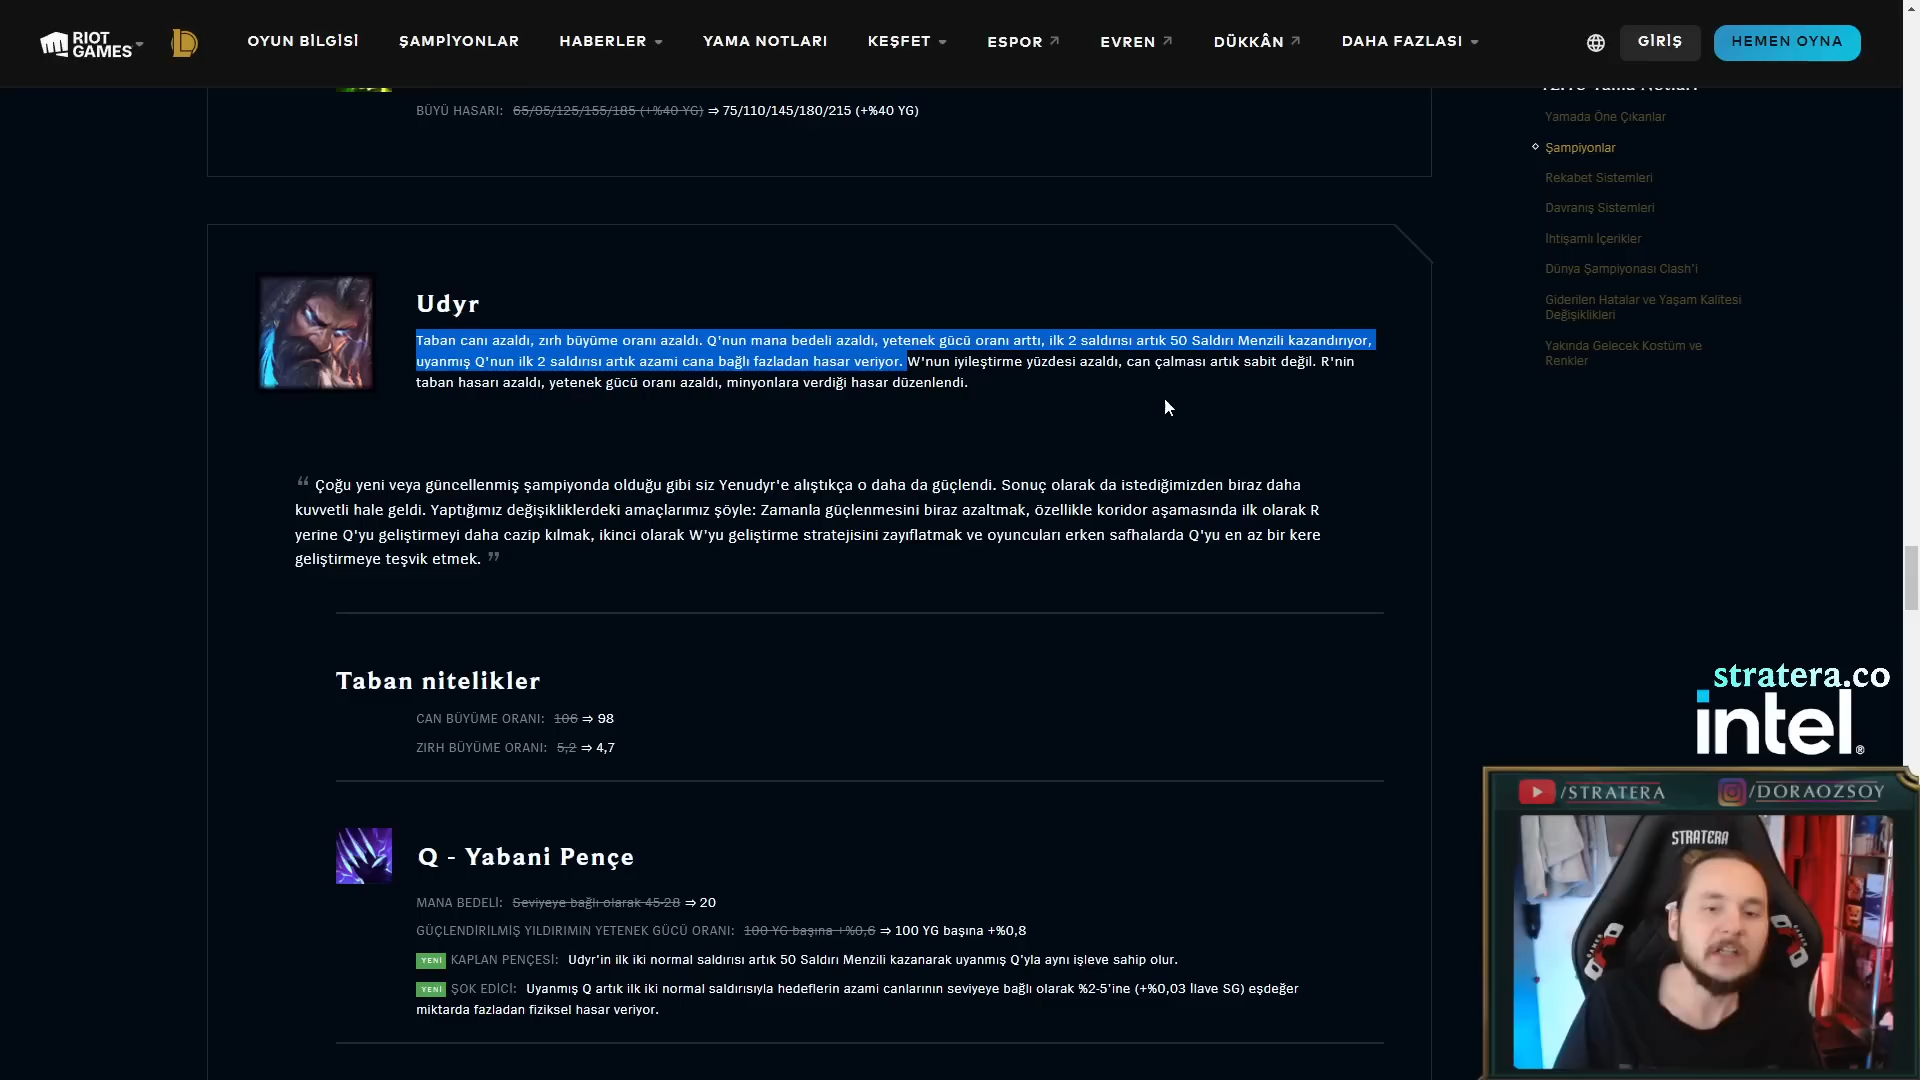 RIOT GAMES
OYUN BİLGİSİ
ŞAMPİYONLAR
HABERLER
YAMA NOTLARI
KEŞFET
ESPOR
EVREN
DÜKKÂN
DAHA FAZLASI
GİRİŞ
HEMEN OYNA
BÜYÜ HASARI: 65/95/125/155/185 (+%40 YG) ⇒ 75/110/145/180/215 (+%40 YG)
Yamada Öne Çıkanlar
Şampiyonlar
Rekabet Sistemleri
Davranış Sistemleri
İhtişamlı İçerikler
Dünya Şampiyonası Clash'i
Giderilen Hatalar ve Yaşam Kalitesi
Değişiklikleri
Yakında Gelecek Kostüm ve
Renkler
Udyr
Taban canı azaldı, zırh büyüme oranı azaldı. Q'nun mana bedeli azaldı, yetenek gücü oranı arttı, ilk 2 saldırısı artık 50 Saldırı Menzili kazandırıyor,
uyanmış Q'nun ilk 2 saldırısı artık azami cana bağlı fazladan hasar veriyor. W'nun iyileştirme yüzdesi azaldı, can çalması artık sabit değil. R'nin
taban hasarı azaldı, yetenek gücü oranı azaldı, minyonlara verdiği hasar düzenlendi.
“ Çoğu yeni veya güncellenmiş şampiyonda olduğu gibi siz Yenudyr'e alıştıkça o daha da güçlendi. Sonuç olarak da istediğimizden biraz daha
kuvvetli hale geldi. Yaptığımız değişikliklerdeki amaçlarımız şöyle: Zamanla güçlenmesini biraz azaltmak, özellikle koridor aşamasında ilk olarak R
yerine Q'yu geliştirmeyi daha cazip kılmak, ikinci olarak W'yu geliştirme stratejisini zayıflatmak ve oyuncuları erken safhalarda Q'yu en az bir kere
geliştirmeye teşvik etmek. ”
Taban nitelikler
CAN BÜYÜME ORANI: 106 ⇒ 98
ZIRH BÜYÜME ORANI: 5,2 ⇒ 4,7
Q - Yabani Pençe
MANA BEDELİ: Seviyeye bağlı olarak 45-28 ⇒ 20
GÜÇLENDİRİLMİŞ YILDIRIMIN YETENEK GÜCÜ ORANI: 100 YG başına +%0,6 ⇒ 100 YG başına +%0,8
YENİ KAPLAN PENÇESİ: Udyr'in ilk iki normal saldırısı artık 50 Saldırı Menzili kazanarak uyanmış Q'yla aynı işleve sahip olur.
YENİ ŞOK EDİCİ: Uyanmış Q artık ilk iki normal saldırısıyla hedeflerin azami canlarının seviyeye bağlı olarak %2-5'ine (+%0,03 İlave SG) eşdeğer
miktarda fazladan fiziksel hasar veriyor.
stratera.co
intel®
/STRATERA
/DORAOZSOY
STRATERA